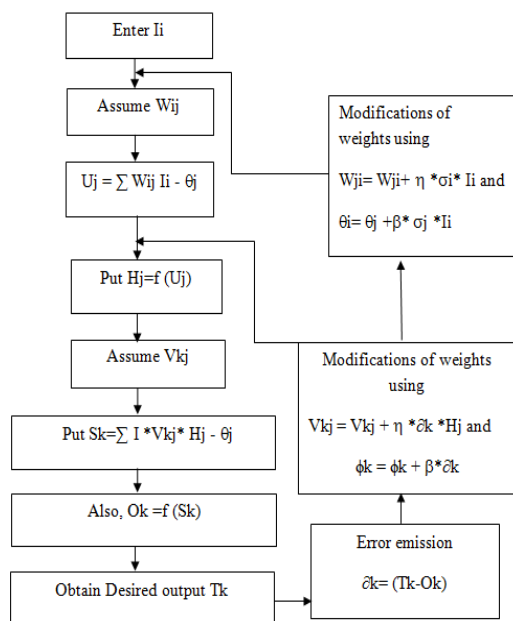 Enter Ii
Assume Wij
Uj = ∑ Wij Ii - θj
Put Hj=f (Uj)
Assume Vkj
Put Sk=∑ I *Vkj* Hj - θj
Also, Ok =f (Sk)
Obtain Desired output Tk
Error emission
∂k= (Tk-Ok)
Modifications of weights
using
Vkj = Vkj + η *∂k *Hj and
ϕk = ϕk + β*∂k
Modifications of
weights using
Wji= Wji+ η *σi* Ii and
θi= θj +β* σj *Ii